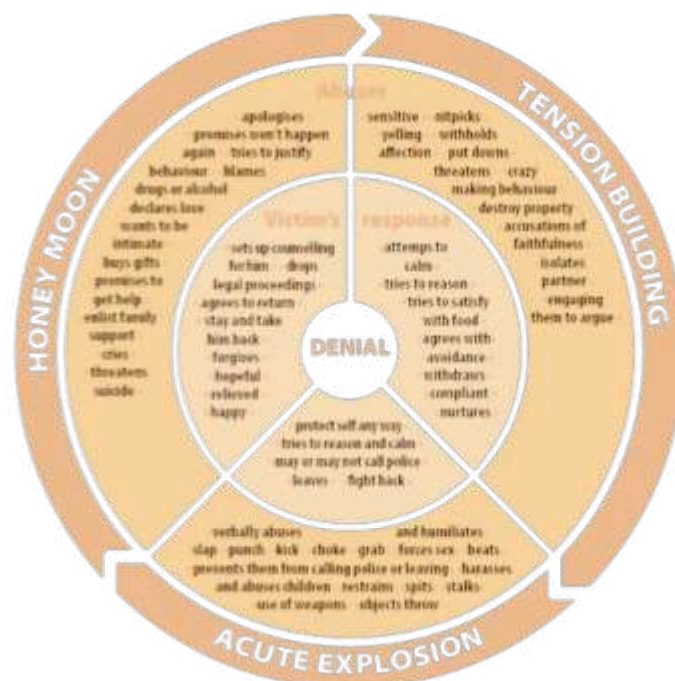 HONEY MOON
TENSION BUILDING
ACUTE EXPLOSION
Abuser
apologises
promises won't happen
again tries to justify
behaviour blames
drugs or alcohol
declares love
wants to be
intimate
buys gifts
promises to
get help
enlist family
support
cries
threatens
suicide
sensitive nitpicks
yelling withholds
affection put downs
threatens crazy
making behaviour
destroy property
accusations of
faithfulness
isolates
partner
engaging
them to argue
Victim's response
sets up counselling
for him drops
legal proceedings
agrees to return
stay and take
him back
forgives
hopeful
relieved
happy
attemps to
calm
tries to reason
tries to satisfy
with food
agrees with
avoidance
withdraws
compliant
nurtures
DENIAL
protect self any way
tries to reason and calm
may or may not call police
leaves fight back
verbally abuses and humiliates
slap punch kick choke grab forces sex beats
presents them from calling police or leaving harasses
and abuses children restrains spits stalks
use of weapons objects throw